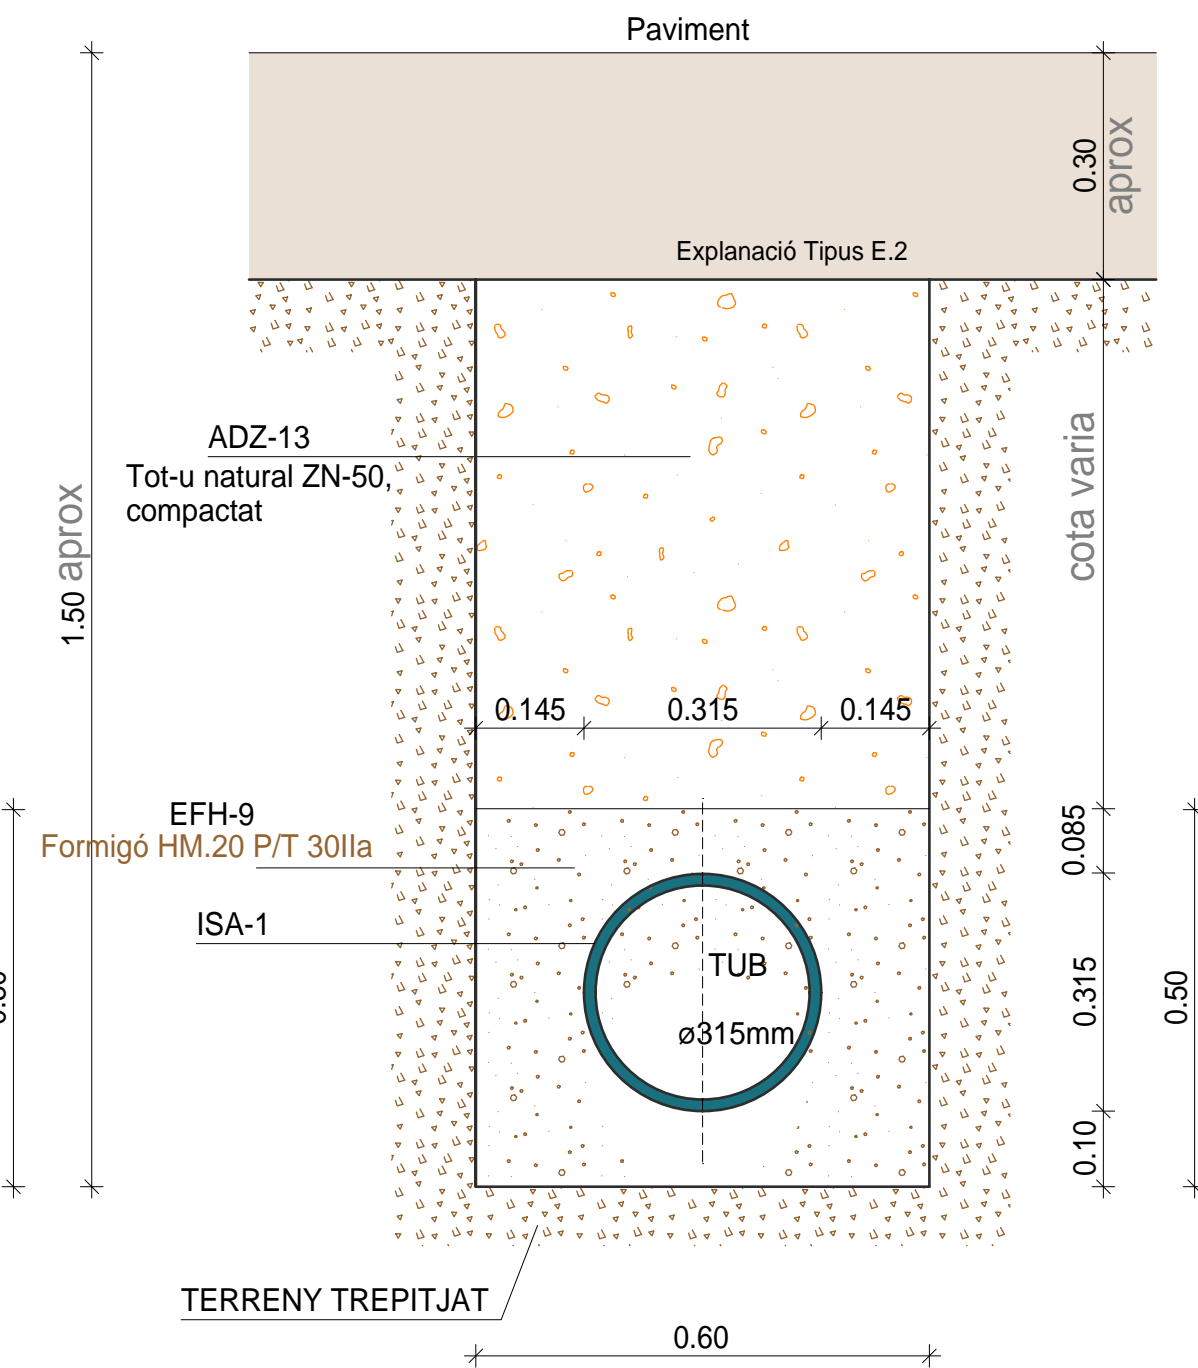 Paviment
0.30
aprox
Explanació Tipus E.2
ADZ-13
Tot-u natural ZN-50,
compactat
1.50 aprox
cota varia
0.145
0.315
0.145
EFH-9
Formigó HM.20 P/T 30IIa
0.085
ISA-1
TUB
ø315mm
0.315
0.50
0.10
TERRENY TREPITJAT
0.60